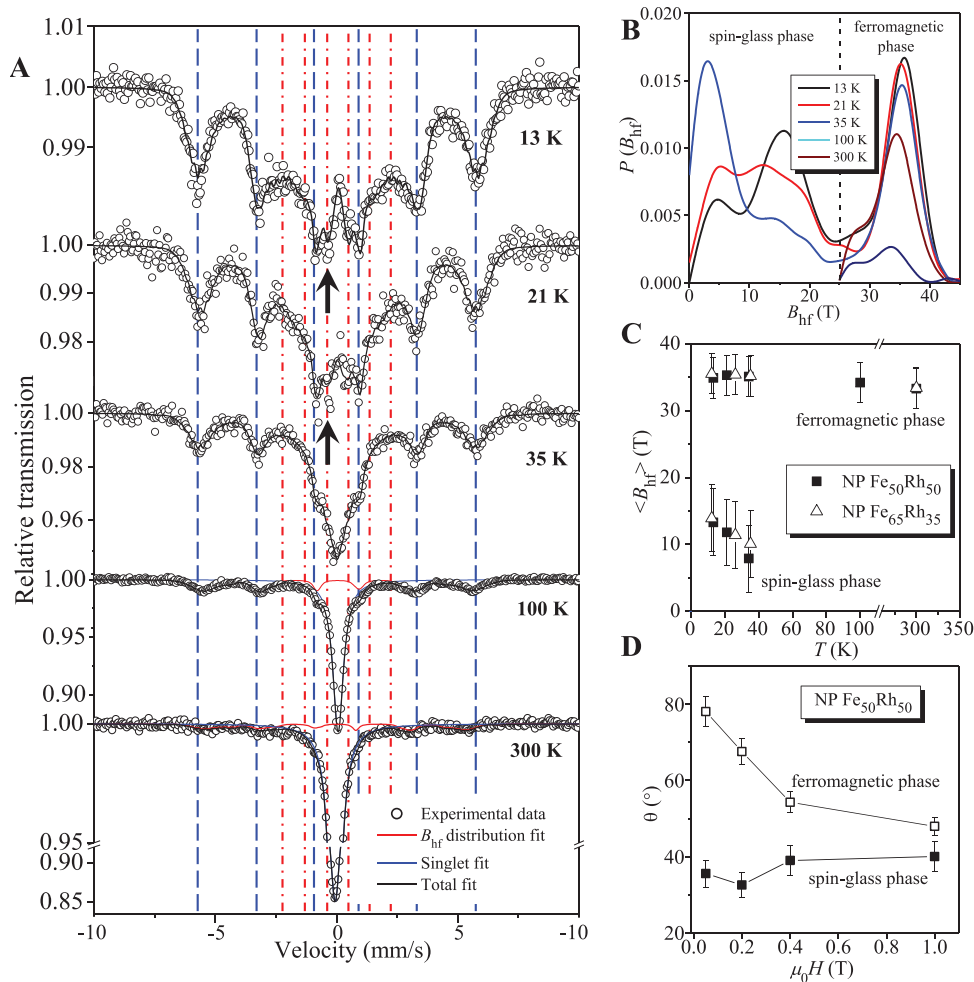 A
Relative transmission
1.01
1.00
0.99
13 K
1.00
0.99
0.98
21 K
1.00
0.98
0.96
35 K
1.00
0.95
0.90
100 K
1.00
0.95
0.90
0.85
300 K
Experimental data
Bhf distribution fit
Singlet fit
Total fit
-10 -5 0 5 -10
Velocity (mm/s)
B
P (Bhf)
0.020
0.015
0.010
0.005
0.000
spin-glass phase
ferromagnetic
phase
13 K
21 K
35 K
100 K
300 K
0 10 20 30 40
Bhf (T)
C
<Bhf> (T)
40
30
20
10
0
ferromagnetic phase
NP Fe50Rh50
NP Fe65Rh35
spin-glass phase
0 20 40 60 80 100 300 350
T (K)
D
θ (°)
80
60
40
20
NP Fe50Rh50
ferromagnetic phase
spin-glass phase
0.0 0.2 0.4 0.6 0.8 1.0
μ0H (T)